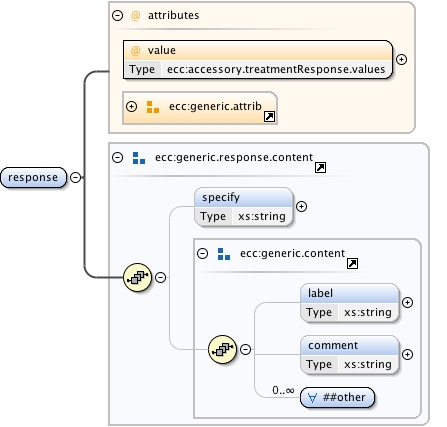 attributes
@ value
Type ecc:accessory.treatmentResponse.values
ecc:generic.attrib
response
ecc:generic.response.content
specify
Type xs:string
ecc:generic.content
label
Type xs:string
comment
Type xs:string
0..∞
##other